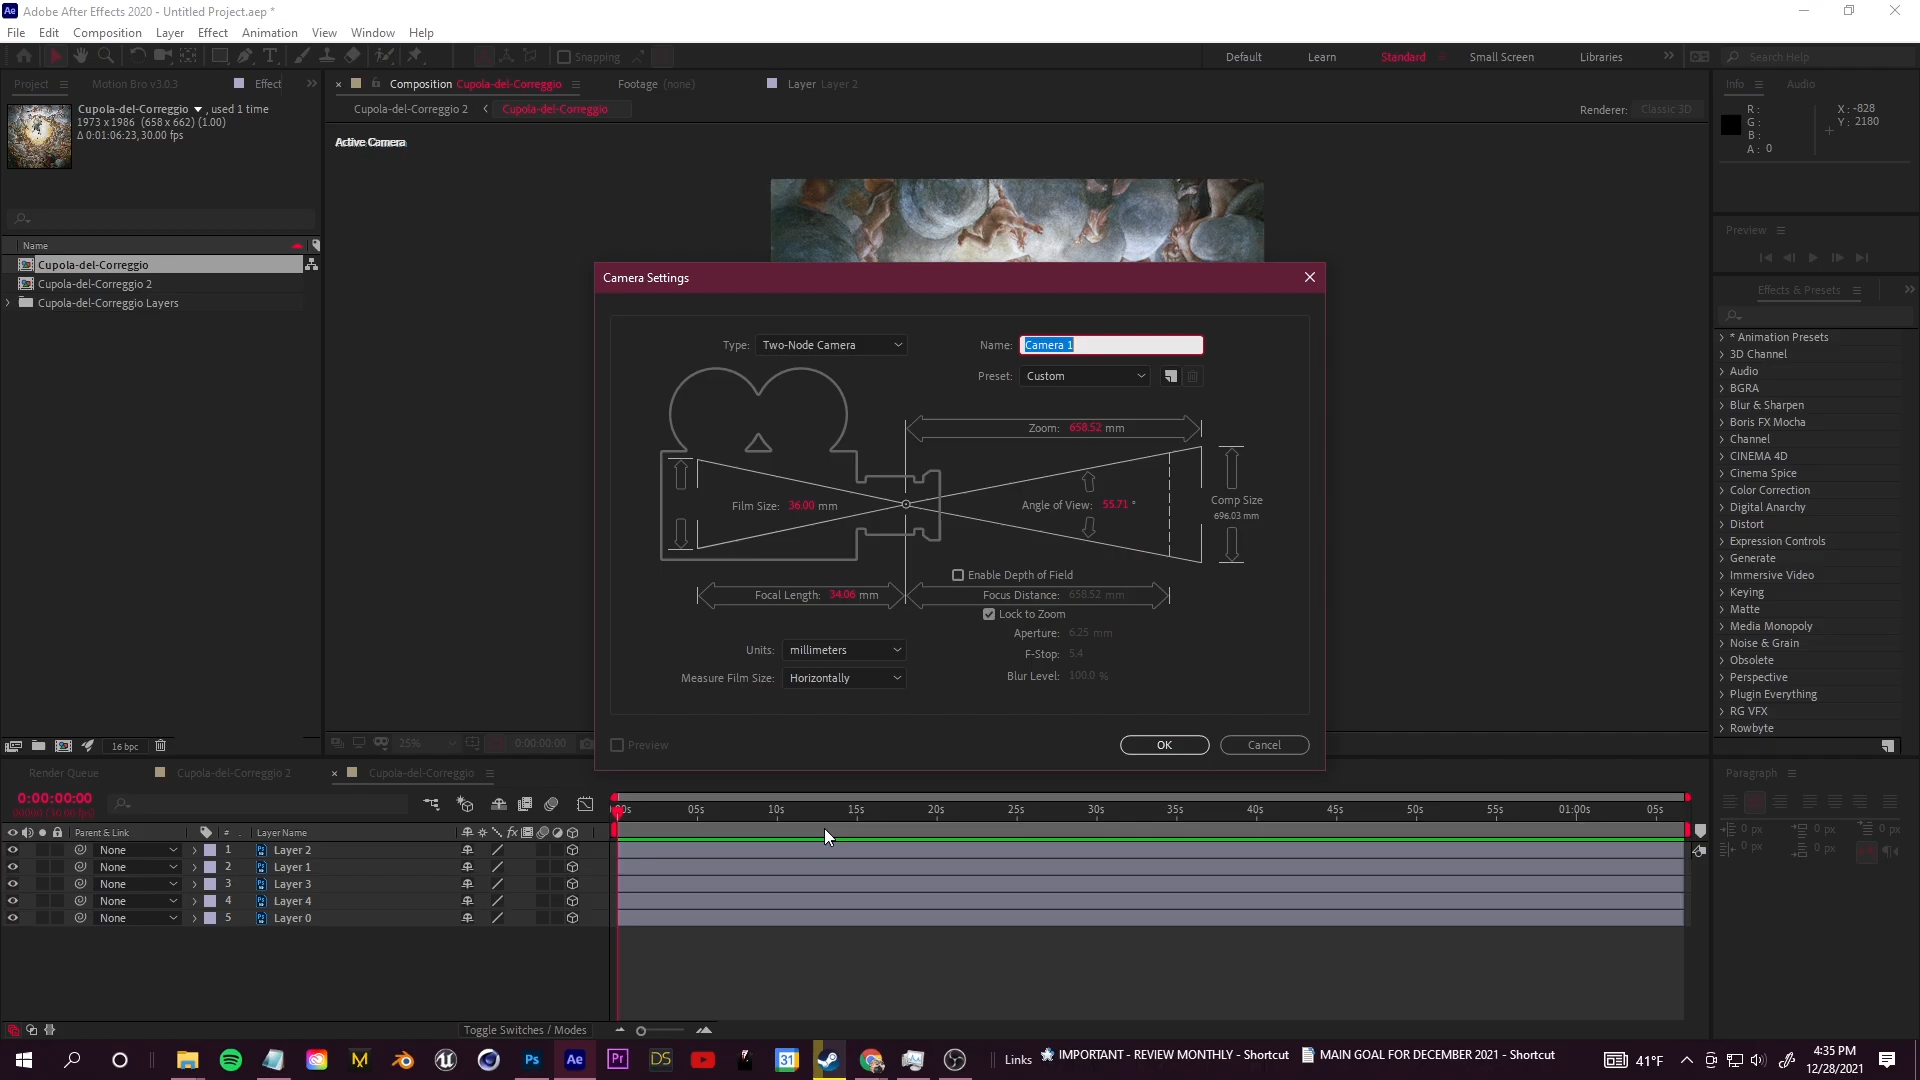 Ae Adobe After Effects 2020 - Untitled Project.aep *
File Edit Composition Layer Effect Animation View Window Help
Snapping
Default Learn Standard Small Screen Libraries Search Help
Project Motion Bro v3.0.3 Effect
Composition Cupola-del-Correggio Footage (none) Layer Layer 2
Info Audio
Cupola-del-Correggio , used 1 time
1973 x 1986 (658 x 662) (1.00)
Δ 0:01:06:23, 30.00 fps
Cupola-del-Correggio 2 Cupola-del-Correggio
Renderer: Classic 3D
R :
G :
B :
A : 0
X : -828
Y : 2180
Active Camera
Name
Cupola-del-Correggio
Cupola-del-Correggio 2
Cupola-del-Correggio Layers
Preview
Effects & Presets
* Animation Presets
3D Channel
Audio
BGRA
Blur & Sharpen
Boris FX Mocha
Channel
CINEMA 4D
Cinema Spice
Color Correction
Digital Anarchy
Distort
Expression Controls
Generate
Immersive Video
Keying
Matte
Media Monopoly
Noise & Grain
Obsolete
Perspective
Plugin Everything
RG VFX
Rowbyte
Camera Settings
Type: Two-Node Camera
Name: Camera 1
Preset: Custom
Zoom: 658.52 mm
Film Size: 36.00 mm
Angle of View: 55.71 °
Comp Size
696.03 mm
Enable Depth of Field
Focal Length: 34.06 mm
Focus Distance: 658.52 mm
Lock to Zoom
Aperture: 6.25 mm
F-Stop: 5.4
Blur Level: 100.0 %
Units: millimeters
Measure Film Size: Horizontally
Preview
OK Cancel
16 bpc
25% 0:00:00:00
Render Queue Cupola-del-Correggio 2 Cupola-del-Correggio
Paragraph
0:00:00:00
00000 (30.00 fps)
:00s 05s 10s 15s 20s 25s 30s 35s 40s 45s 50s 55s 01:00s 05s
Parent & Link # Layer Name
fx
None 1 Ps Layer 2
None 2 Ps Layer 1
None 3 Ps Layer 3
None 4 Ps Layer 4
None 5 Ps Layer 0
0 px 0 px 0 px
0 px 0 px
Toggle Switches / Modes
Ps Ae Pr DS 31
Links IMPORTANT - REVIEW MONTHLY - Shortcut MAIN GOAL FOR DECEMBER 2021 - Shortcut
41°F
4:35 PM
12/28/2021